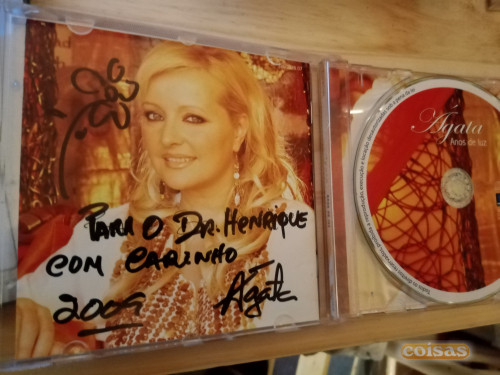 PARA O DR. HENRIQUE
COM CARINHO
2009
Ágata
Ágata
Anos de luz
coisas